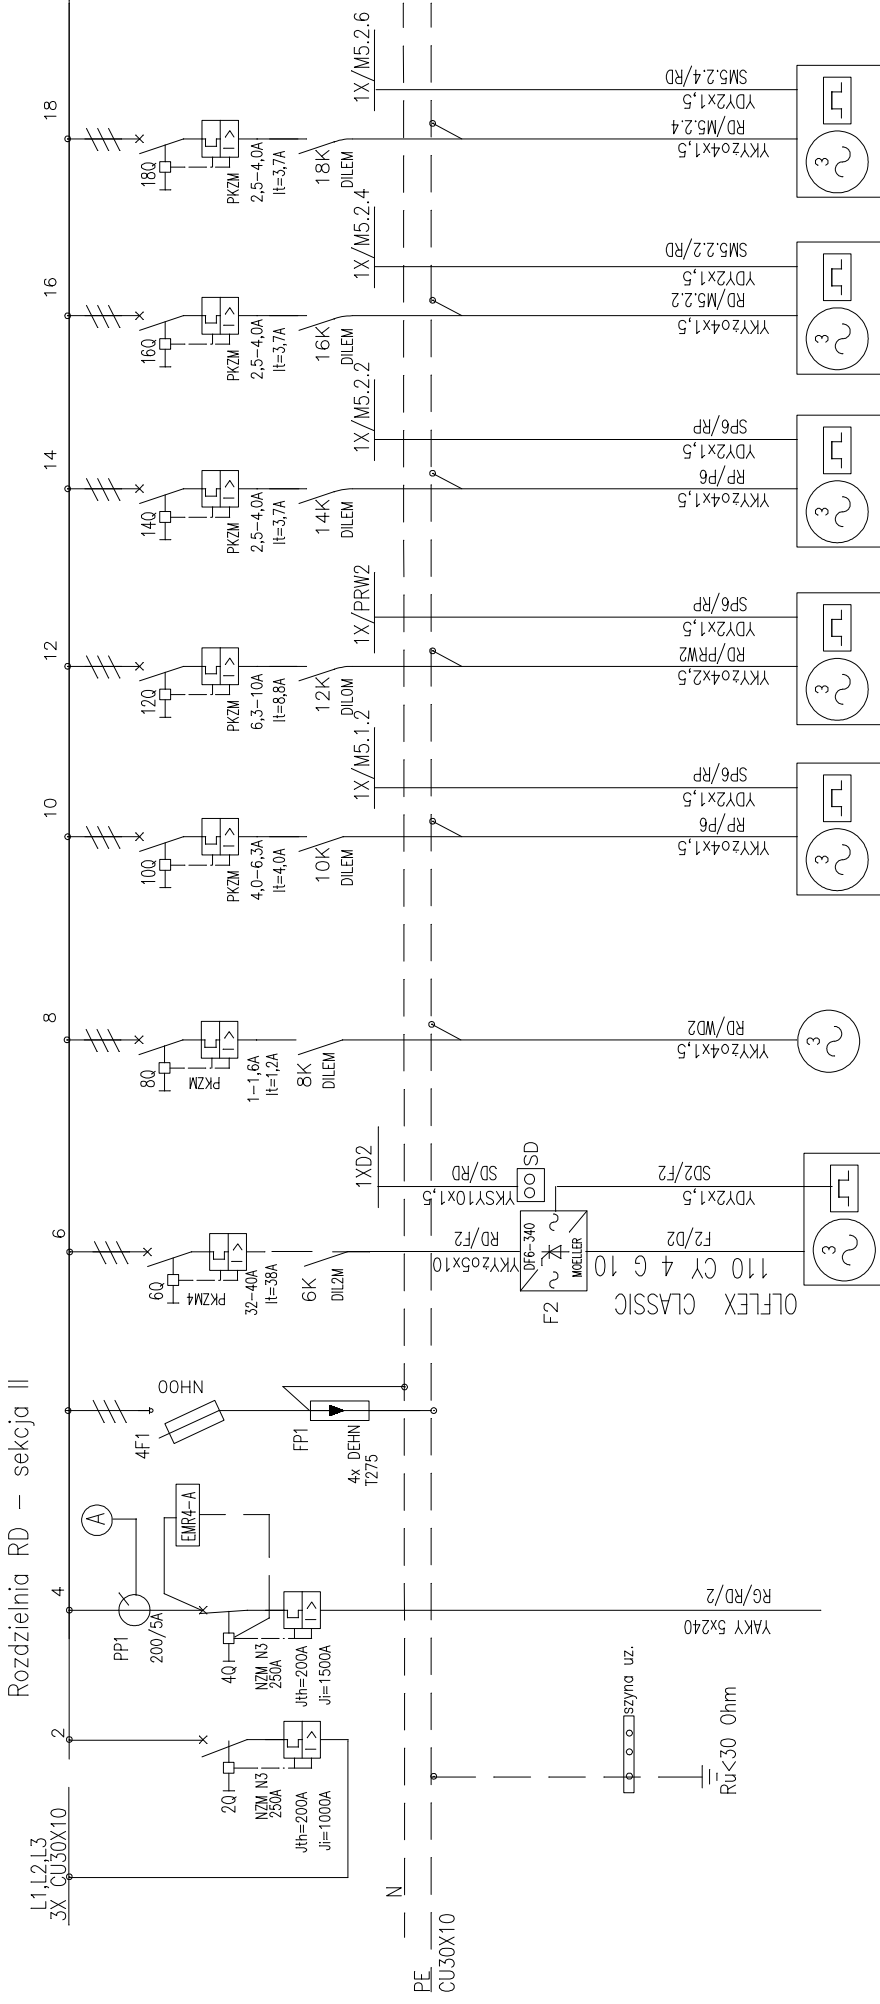 Rozdzielnia RD – sekcja II
L1,L2,L3
3X CU30X10
N
PE
CU30X10
2
2Q
NZM N3
250A
Jth=200A
Ji=1000A
4
A
PP1
200/5A
EMR4-A
4Q
NZM N3
250A
Jth=200A
Ji=1500A
RG/RD/2
YAKY 5x240
szyna uz.
Ru<30 Ohm
4F1
NH00
FP1
4x DEHN
T275
6
6Q
PKZM4
32-40A
It=38A
6K
DIL2M
1XD2
SD/RD
YKSY10x1,5
SD
RD/F2
YKYżo5x10
DF6-340
MOELLER
F2
SD2/F2
YDY2x1,5
F2/D2
OLFLEX CLASSIC
110 CY 4 G 10
3
8
8Q
PKZM
1-1,6A
It=1,2A
8K
DILEM
RD/WD2
YKYżo4x1,5
3
10
10Q
PKZM
4,0-6,3A
It=4,0A
10K
DILEM
1X/M5.1.2
SP6/RP
YDY2x1,5
RP/P6
YKYżo4x1,5
3
12
12Q
PKZM
6,3-10A
It=8,8A
12K
DILOM
1X/PRW2
SP6/RP
YDY2x1,5
RD/PRW2
YKYżo4x2,5
3
14
14Q
PKZM
2,5-4,0A
It=3,7A
14K
DILEM
1X/M5.2.2
SP6/RP
YDY2x1,5
RP/P6
YKYżo4x1,5
3
16
16Q
PKZM
2,5-4,0A
It=3,7A
16K
DILEM
1X/M5.2.4
SM5.2.2/RD
YDY2x1,5
RD/M5.2.2
YKYżo4x1,5
3
18
18Q
PKZM
2,5-4,0A
It=3,7A
18K
DILEM
1X/M5.2.6
SM5.2.4/RD
YDY2x1,5
RD/M5.2.4
YKYżo4x1,5
3